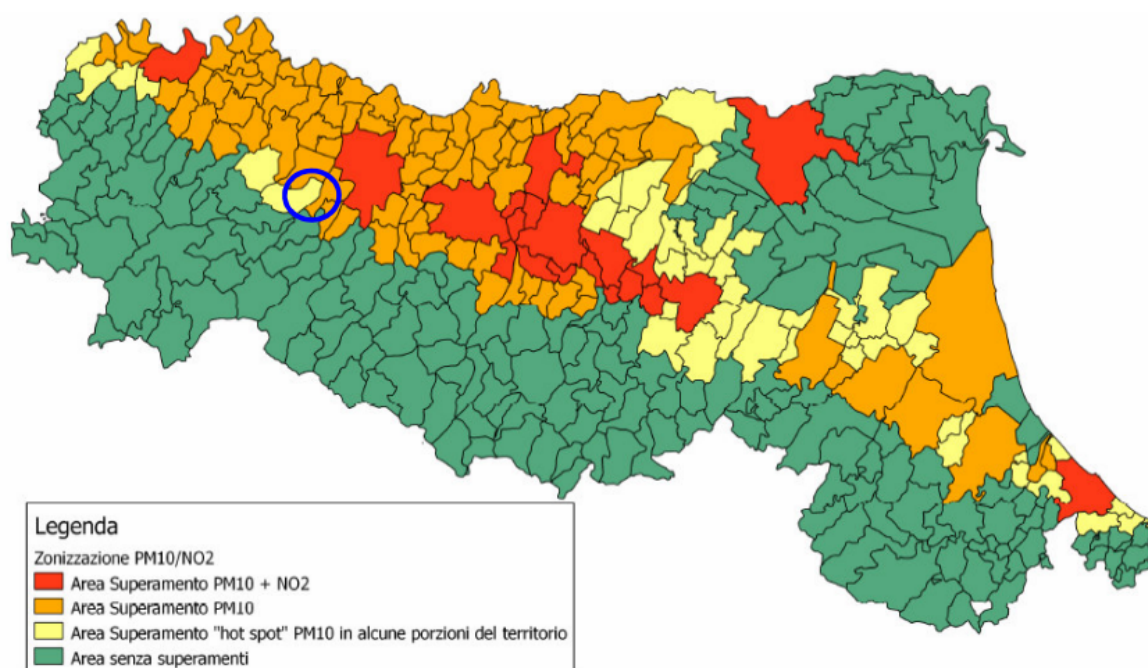 Legenda
Zonizzazione PM10/NO2
Area Superamento PM10 + NO2
Area Superamento PM10
Area Superamento "hot spot" PM10 in alcune porzioni del territorio
Area senza superamenti